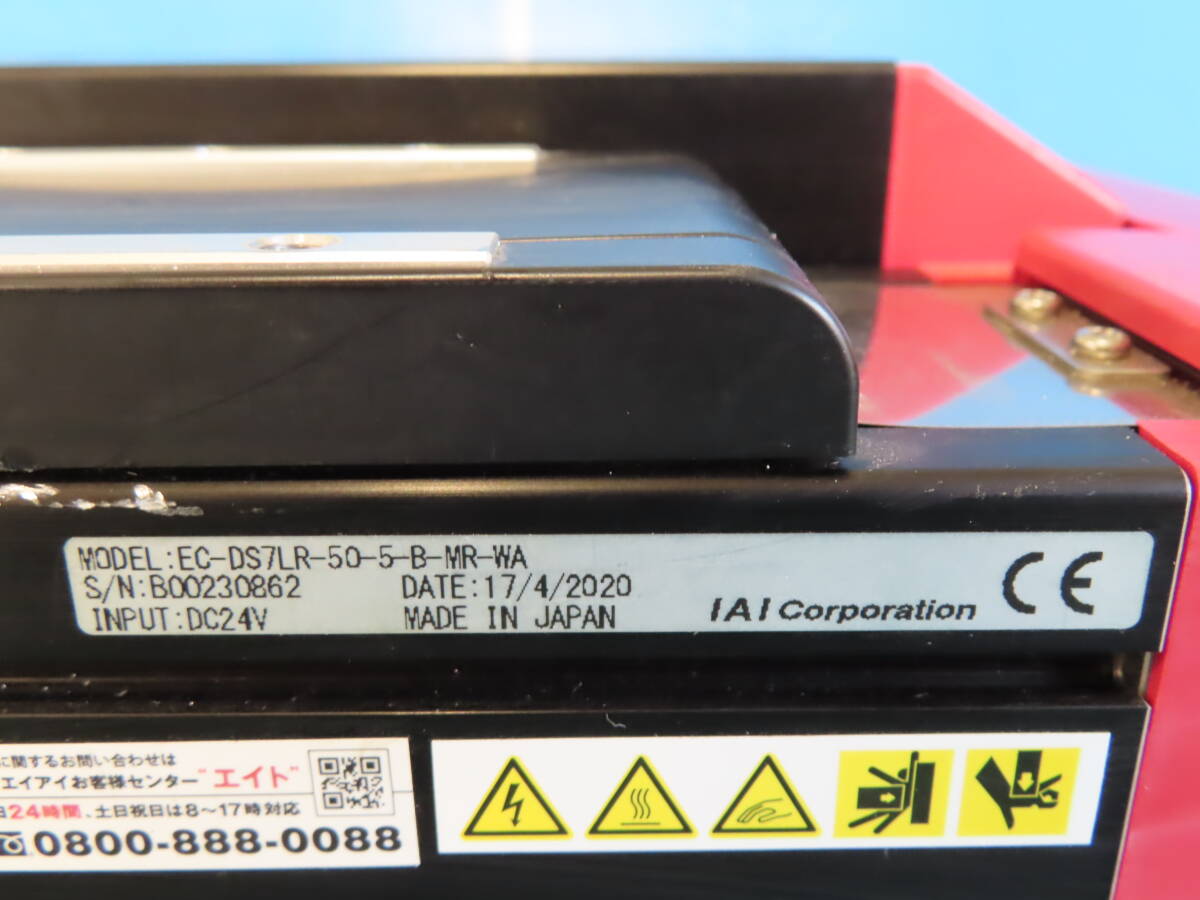 MODEL:EC-DS7LR-50-5-B-MR-WA
S/N:B00230862 DATE:17/4/2020
INPUT:DC24V MADE IN JAPAN
IAI Corporation CE
に関するお問い合わせは
エイアイお客様センター"エイト"
24時間、土日祝日は8〜17時対応
0800-888-0088